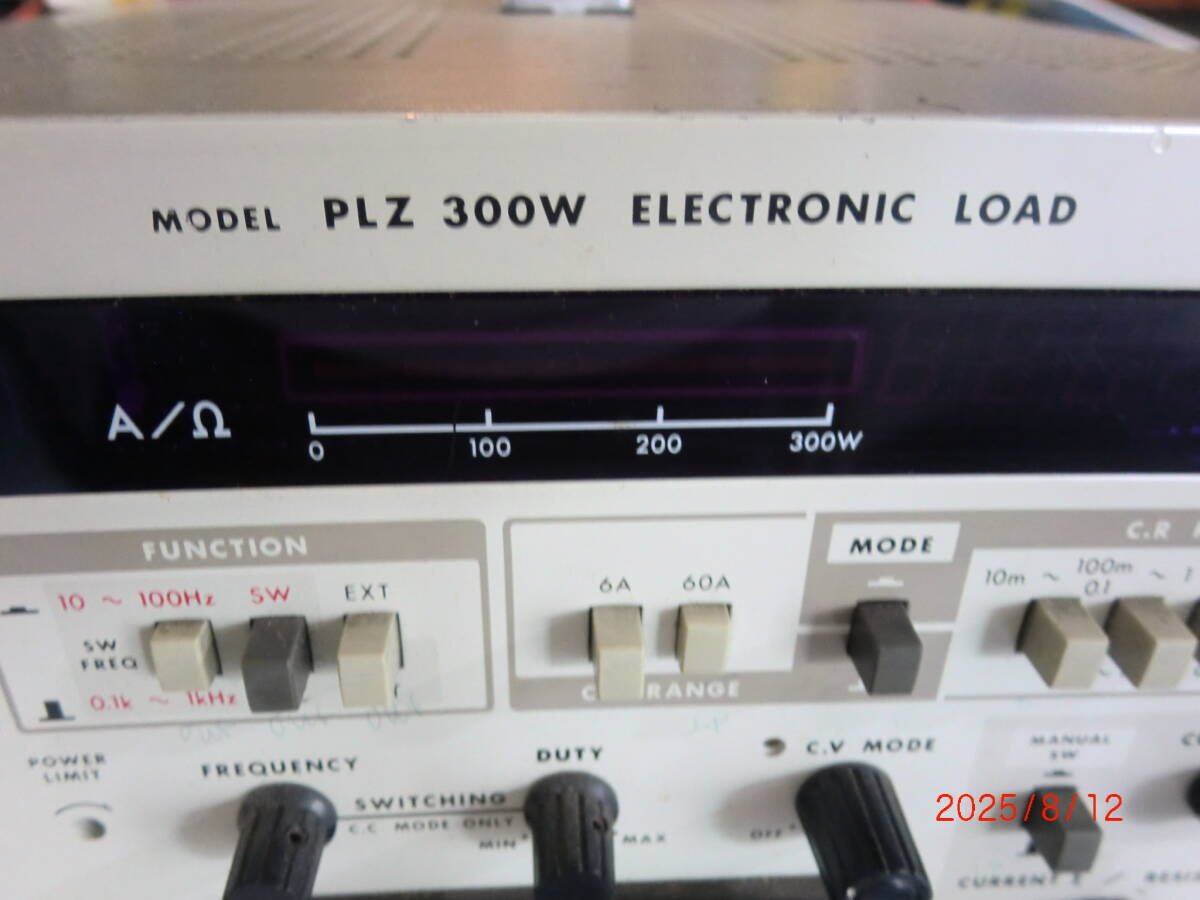 MODEL PLZ 300W ELECTRONIC LOAD
A/Ω
0 100 200 300W
FUNCTION
MODE
C.R
10 ~ 100Hz SW EXT
6A 60A
10m ~ 100m ~ 1
0.1
SW
FREQ
0.1k ~ 1kHz
RANGE
POWER
LIMIT
FREQUENCY
DUTY
C.V MODE
MANUAL
SW
SWITCHING
C.C MODE ONLY
MIN MAX
OFF
2025/8/12
CURRENT